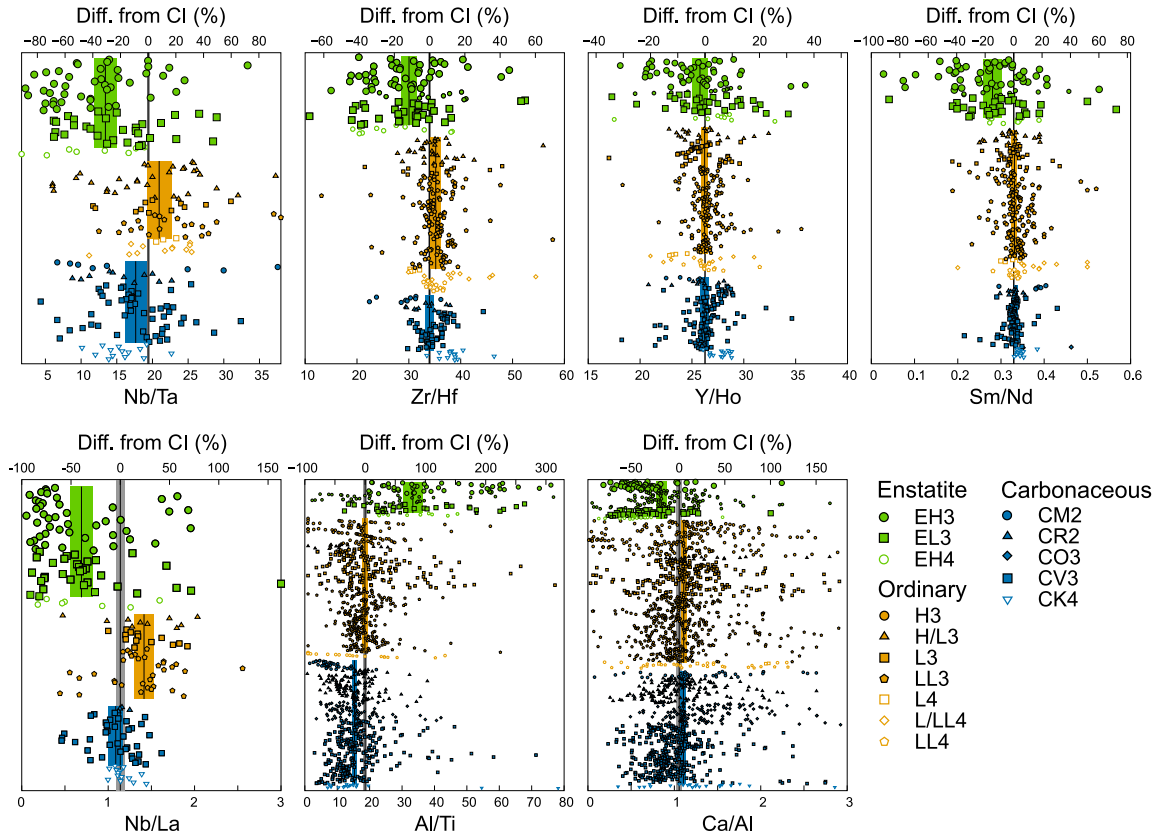 Diff. from CI (%)
Diff. from CI (%)
Diff. from CI (%)
Diff. from CI (%)
−80 −60 −40 −20 0 20 40 60 80
−60 −40 −20 0 20 40 60
−40 −20 0 20 40 60
−100 −80 −60 −40 −20 0 20 40 60 80
5 10 15 20 25 30 35
10 20 30 40 50 60
15 20 25 30 35 40
0 0.1 0.2 0.3 0.4 0.5 0.6
Nb/Ta
Zr/Hf
Y/Ho
Sm/Nd
Diff. from CI (%)
Diff. from CI (%)
Diff. from CI (%)
-100 -50 0 50 100 150
−100 0 100 200 300
−50 0 50 100 150
0 1 2 3
0 10 20 30 40 50 60 70 80
0 1 2 3
Nb/La
Al/Ti
Ca/Al
Enstatite
EH3
EL3
EH4
Ordinary
H3
H/L3
L3
LL3
L4
L/LL4
LL4
Carbonaceous
CM2
CR2
CO3
CV3
CK4